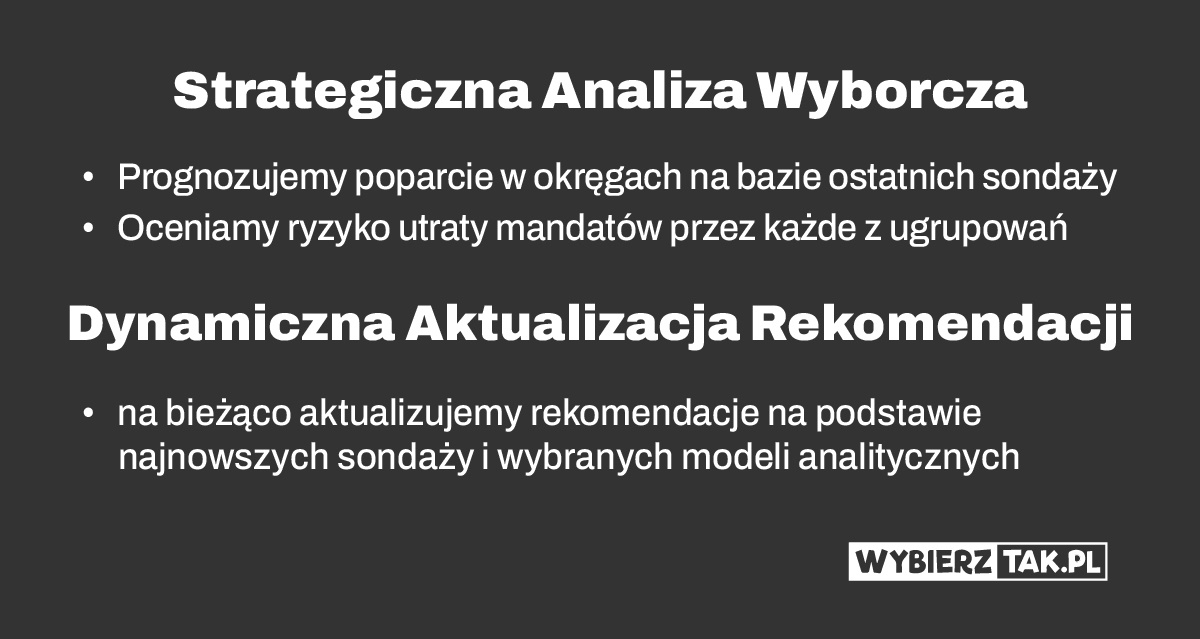 Strategiczna Analiza Wyborcza
• Prognozujemy poparcie w okręgach na bazie ostatnich sondaży
• Oceniamy ryzyko utraty mandatów przez każde z ugrupowań
Dynamiczna Aktualizacja Rekomendacji
• na bieżąco aktualizujemy rekomendacje na podstawie
najnowszych sondaży i wybranych modeli analitycznych
WYBIERZ TAK.PL